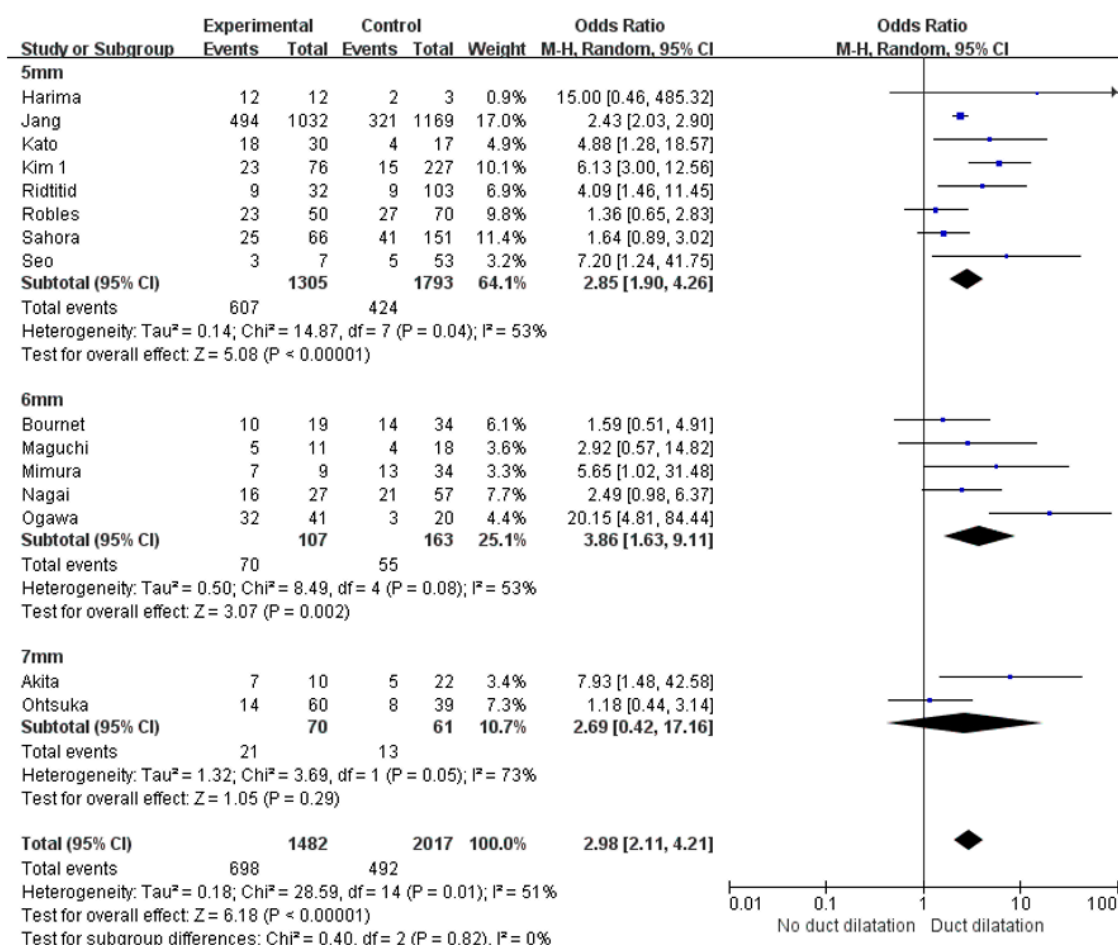 Experimental Control Odds Ratio Odds Ratio
Study or Subgroup Events Total Events Total Weight M-H, Random, 95% CI M-H, Random, 95% CI
5mm
Harima 12 12 2 3 0.9% 15.00 [0.46, 485.32]
Jang 494 1032 321 1169 17.0% 2.43 [2.03, 2.90]
Kato 18 30 4 17 4.9% 4.88 [1.28, 18.57]
Kim 1 23 76 15 227 10.1% 6.13 [3.00, 12.56]
Ridtitid 9 32 9 103 6.9% 4.09 [1.46, 11.45]
Robles 23 50 27 70 9.8% 1.36 [0.65, 2.83]
Sahora 25 66 41 151 11.4% 1.64 [0.89, 3.02]
Seo 3 7 5 53 3.2% 7.20 [1.24, 41.75]
Subtotal (95% CI) 1305 1793 64.1% 2.85 [1.90, 4.26]
Total events 607 424
Heterogeneity: Tau² = 0.14; Chi² = 14.87, df = 7 (P = 0.04); I² = 53%
Test for overall effect: Z = 5.08 (P < 0.00001)
6mm
Bournet 10 19 14 34 6.1% 1.59 [0.51, 4.91]
Maguchi 5 11 4 18 3.6% 2.92 [0.57, 14.82]
Mimura 7 9 13 34 3.3% 5.65 [1.02, 31.48]
Nagai 16 27 21 57 7.7% 2.49 [0.98, 6.37]
Ogawa 32 41 3 20 4.4% 20.15 [4.81, 84.44]
Subtotal (95% CI) 107 163 25.1% 3.86 [1.63, 9.11]
Total events 70 55
Heterogeneity: Tau² = 0.50; Chi² = 8.49, df = 4 (P = 0.08); I² = 53%
Test for overall effect: Z = 3.07 (P = 0.002)
7mm
Akita 7 10 5 22 3.4% 7.93 [1.48, 42.58]
Ohtsuka 14 60 8 39 7.3% 1.18 [0.44, 3.14]
Subtotal (95% CI) 70 61 10.7% 2.69 [0.42, 17.16]
Total events 21 13
Heterogeneity: Tau² = 1.32; Chi² = 3.69, df = 1 (P = 0.05); I² = 73%
Test for overall effect: Z = 1.05 (P = 0.29)
Total (95% CI) 1482 2017 100.0% 2.98 [2.11, 4.21]
Total events 698 492
Heterogeneity: Tau² = 0.18; Chi² = 28.59, df = 14 (P = 0.01); I² = 51%
Test for overall effect: Z = 6.18 (P < 0.00001)
Test for subgroup differences: Chi² = 0.40, df = 2 (P = 0.82), I² = 0%
0.01 0.1 1 10 100
No duct dilatation Duct dilatation